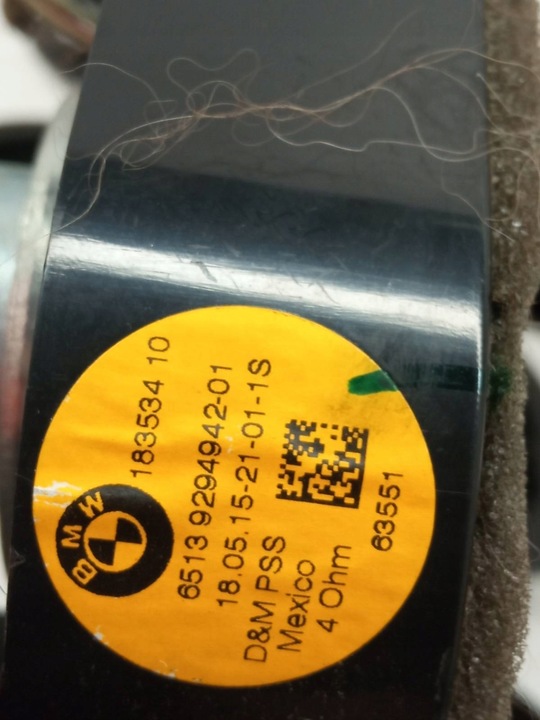 BMW
183534 10
6513 9294942-01
18.05.15-21-01-1S
D&M PSS
Mexico
4 Ohm
63551